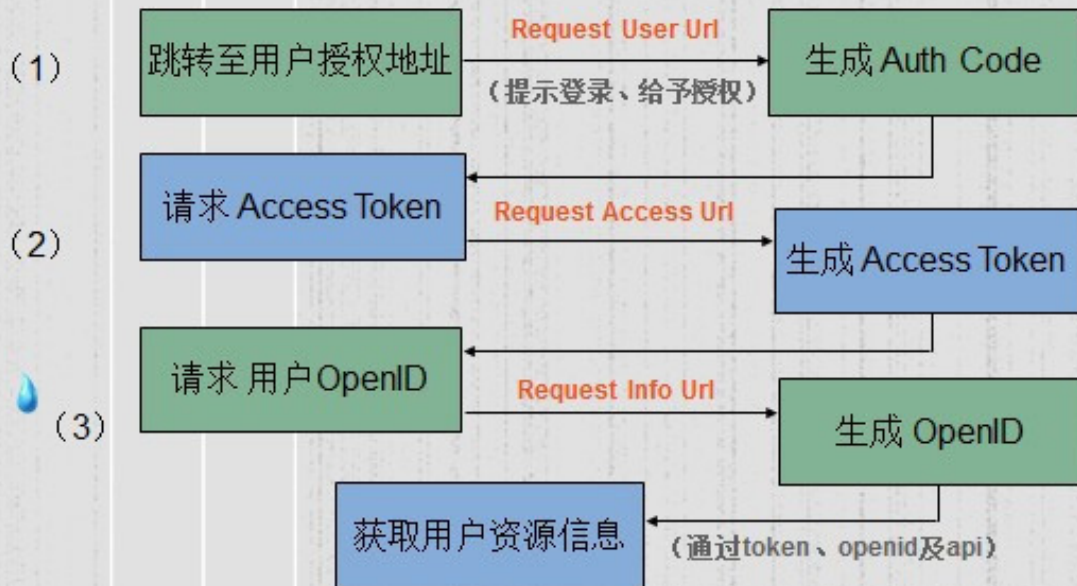 (1)
跳转至用户授权地址
Request User Url
(提示登录、给予授权)
生成 Auth Code
(2)
请求 Access Token
Request Access Url
生成 Access Token
(3)
请求 用户OpenID
Request Info Url
生成 OpenID
获取用户资源信息
(通过token、openid及api)